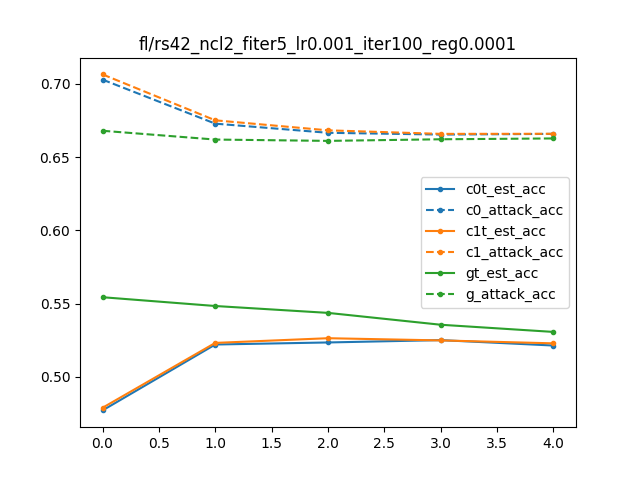 fl/rs42_ncl2_fiter5_lr0.001_iter100_reg0.0001
0.70
0.65
0.60
0.55
0.50
c0t_est_acc
c0_attack_acc
c1t_est_acc
c1_attack_acc
gt_est_acc
g_attack_acc
0.0 0.5 1.0 1.5 2.0 2.5 3.0 3.5 4.0